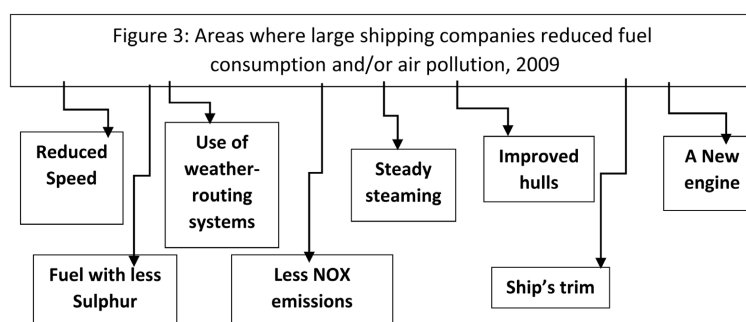 Figure 3: Areas where large shipping companies reduced fuel
consumption and/or air pollution, 2009
Reduced
Speed
Use of
weather-
routing
systems
Steady
steaming
Improved
hulls
A New
engine
Fuel with less
Sulphur
Less NOX
emissions
Ship’s trim